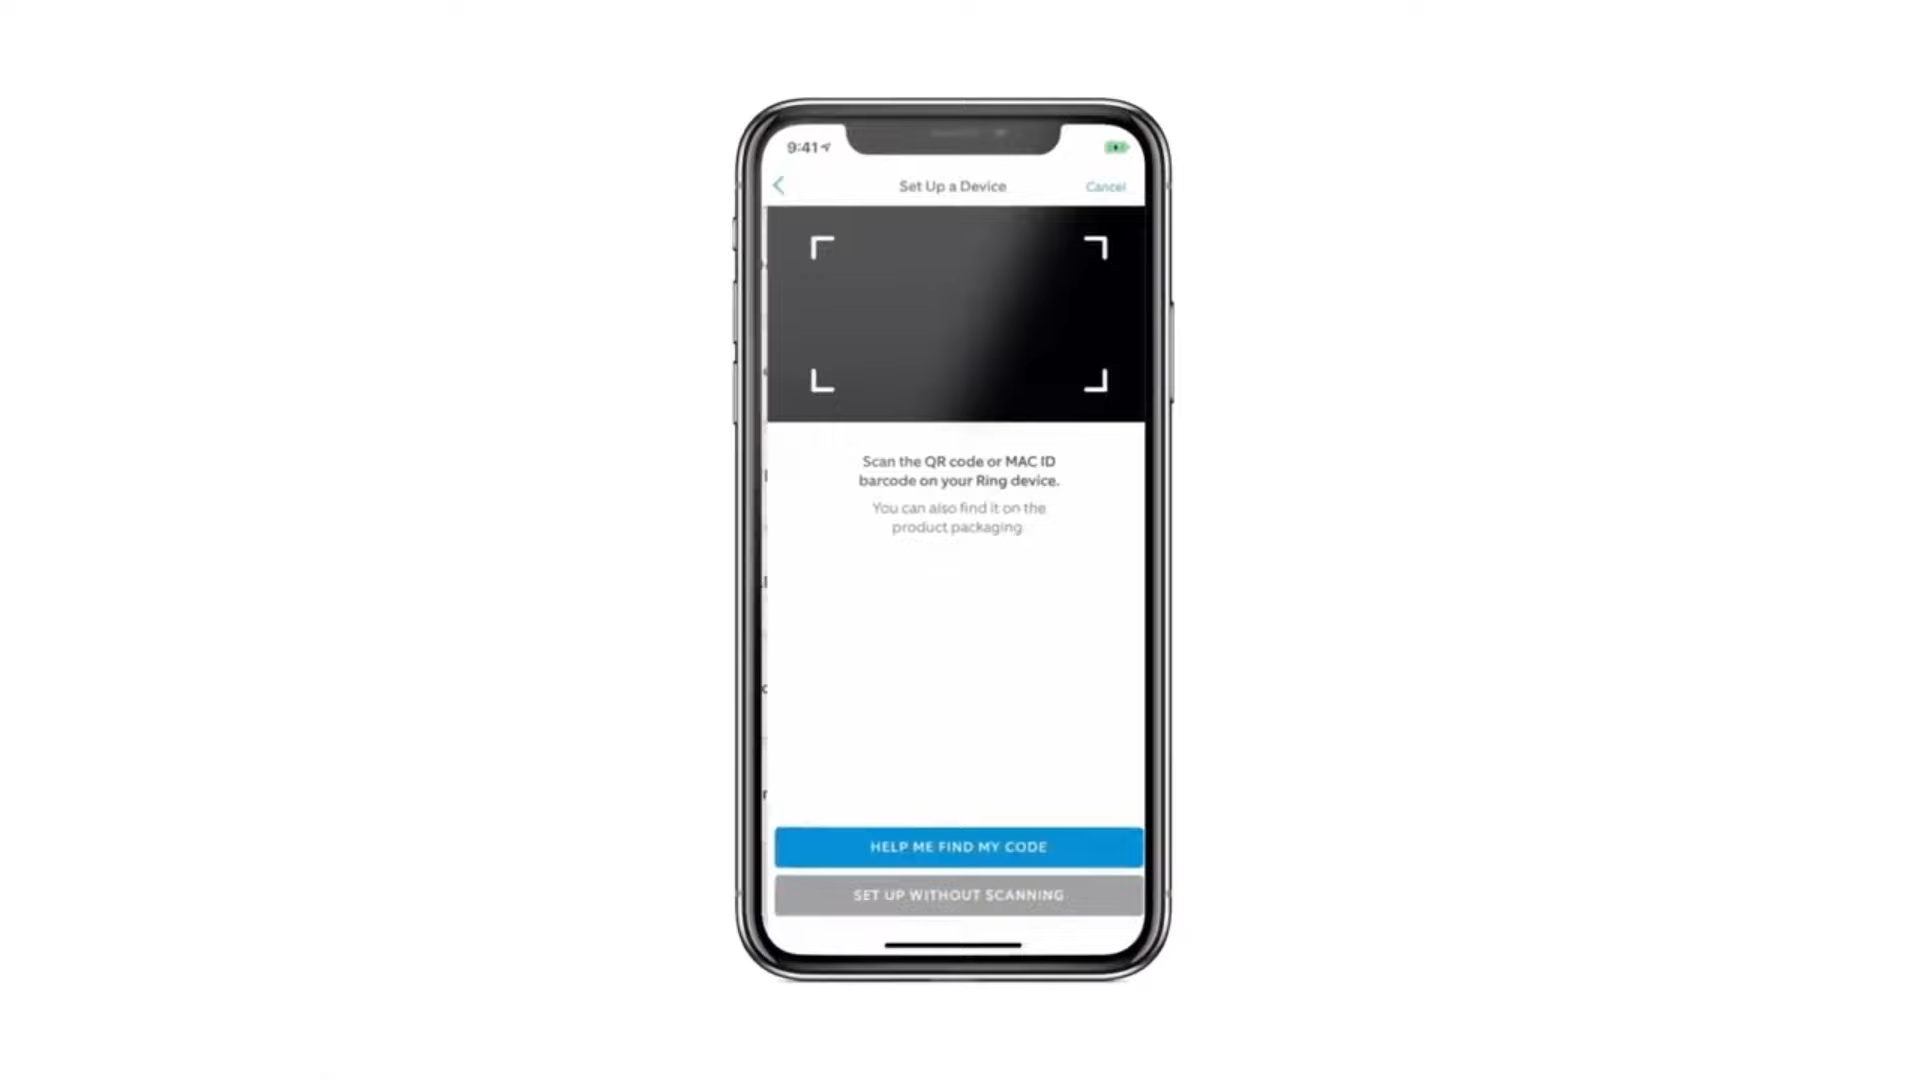 9:41
Set Up a Device
Cancel
Scan the QR code or MAC ID
barcode on your Ring device.
You can also find it on the
product packaging
HELP ME FIND MY CODE
SET UP WITHOUT SCANNING